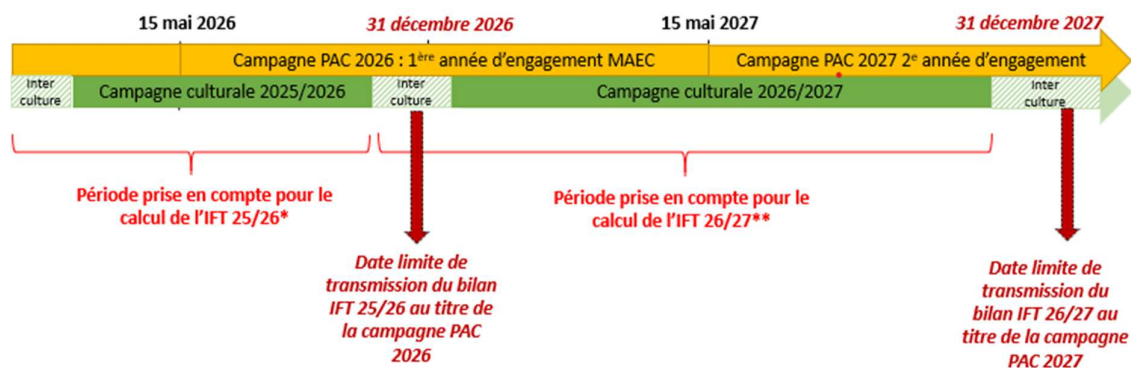 15 mai 2026
31 décembre 2026
15 mai 2027
31 décembre 2027
Campagne PAC 2026 : 1ère année d’engagement MAEC
Campagne PAC 2027 2e année d’engagement
Inter
culture
Campagne culturale 2025/2026
Inter
culture
Campagne culturale 2026/2027
Inter
culture
Période prise en compte pour le
calcul de l’IFT 25/26*
Période prise en compte pour le
calcul de l’IFT 26/27**
Date limite de
transmission du bilan
IFT 25/26 au titre de
la campagne PAC
2026
Date limite de
transmission du
bilan IFT 26/27 au
titre de la campagne
PAC 2027